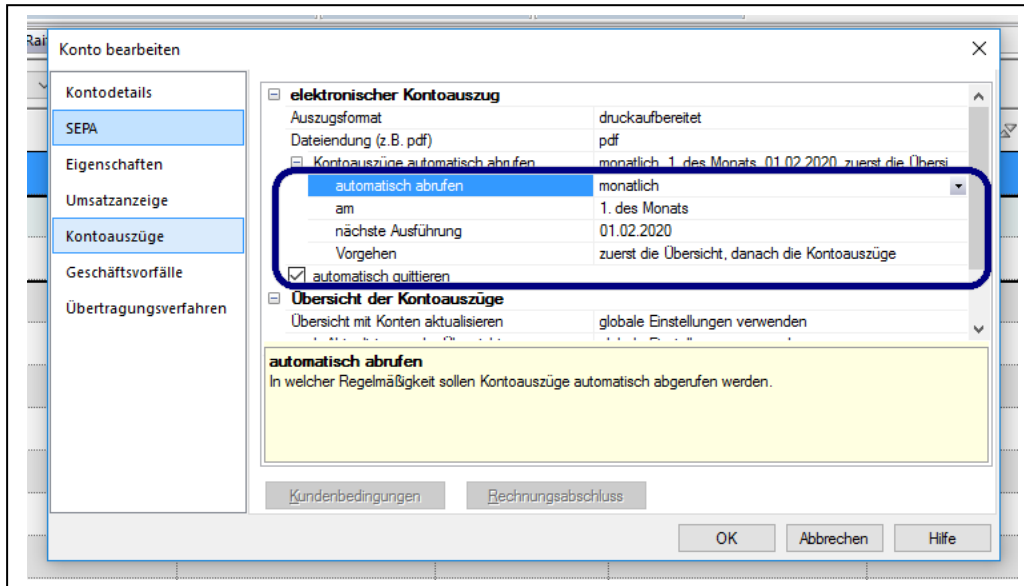 Rai
Konto bearbeiten
Kontodetails
SEPA
Eigenschaften
Umsatzanzeige
Kontoauszüge
Geschäftsvorfälle
Übertragungsverfahren
elektronischer Kontoauszug
Auszugsformat druckaufbereitet
Dateiendung (z.B. pdf) pdf
Kontoauszüge automatisch abrufen monatlich, 1. des Monats, 01.02.2020, zuerst die Übersi
automatisch abrufen monatlich
am 1. des Monats
nächste Ausführung 01.02.2020
Vorgehen zuerst die Übersicht, danach die Kontoauszüge
automatisch quittieren
Übersicht der Kontoauszüge
Übersicht mit Konten aktualisieren globale Einstellungen verwenden
automatisch abrufen
In welcher Regelmäßigkeit sollen Kontoauszüge automatisch abgerufen werden.
Kundenbedingungen Rechnungsabschluss
OK Abbrechen Hilfe